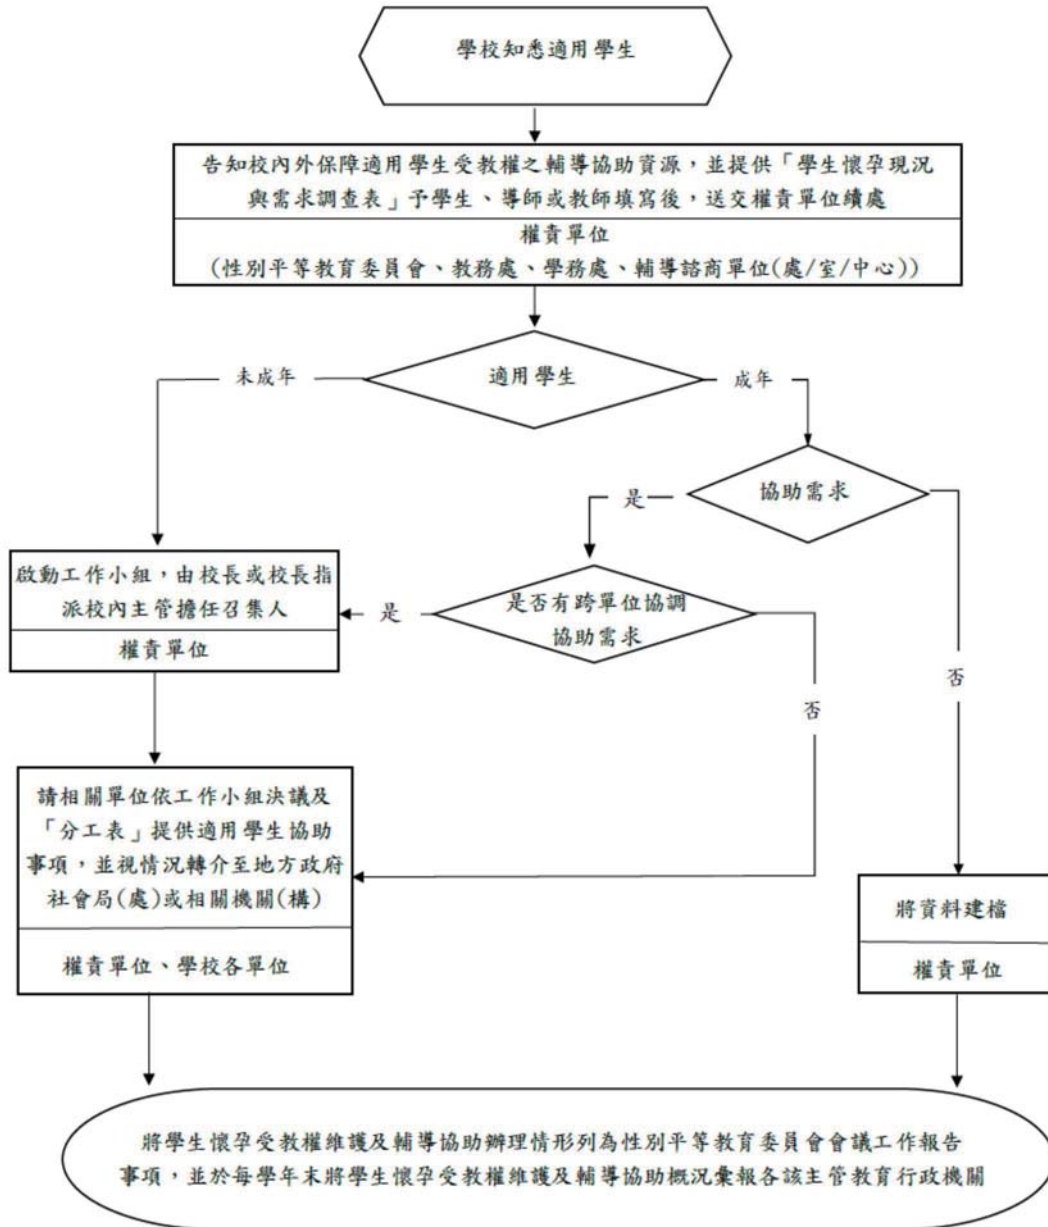 學校知悉適用學生
告知校內外保障適用學生受教權之輔導協助資源，並提供「學生懷孕現況
與需求調查表」予學生、導師或教師填寫後，送交權責單位續處
權責單位
(性別平等教育委員會、教務處、學務處、輔導諮商單位(處/室/中心))
未成年
適用學生
成年
協助需求
是
啟動工作小組，由校長或校長指
派校內主管擔任召集人
權責單位
是
是否有跨單位協調
協助需求
否
否
請相關單位依工作小組決議及
「分工表」提供適用學生協助
事項，並視情況轉介至地方政府
社會局(處)或相關機關(構)
權責單位、學校各單位
將資料建檔
權責單位
將學生懷孕受教權維護及輔導協助辦理情形列為性別平等教育委員會會議工作報告
事項，並於每學年末將學生懷孕受教權維護及輔導協助概況彙報各該主管教育行政機關